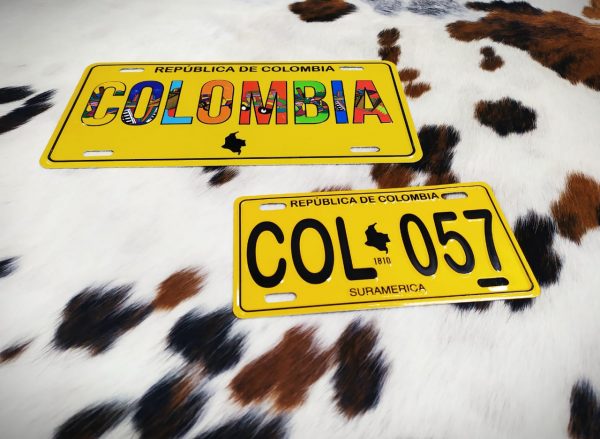 REPÚBLICA DE COLOMBIA
COLOMBIA
REPÚBLICA DE COLOMBIA
COL 057
1810
SURAMERICA